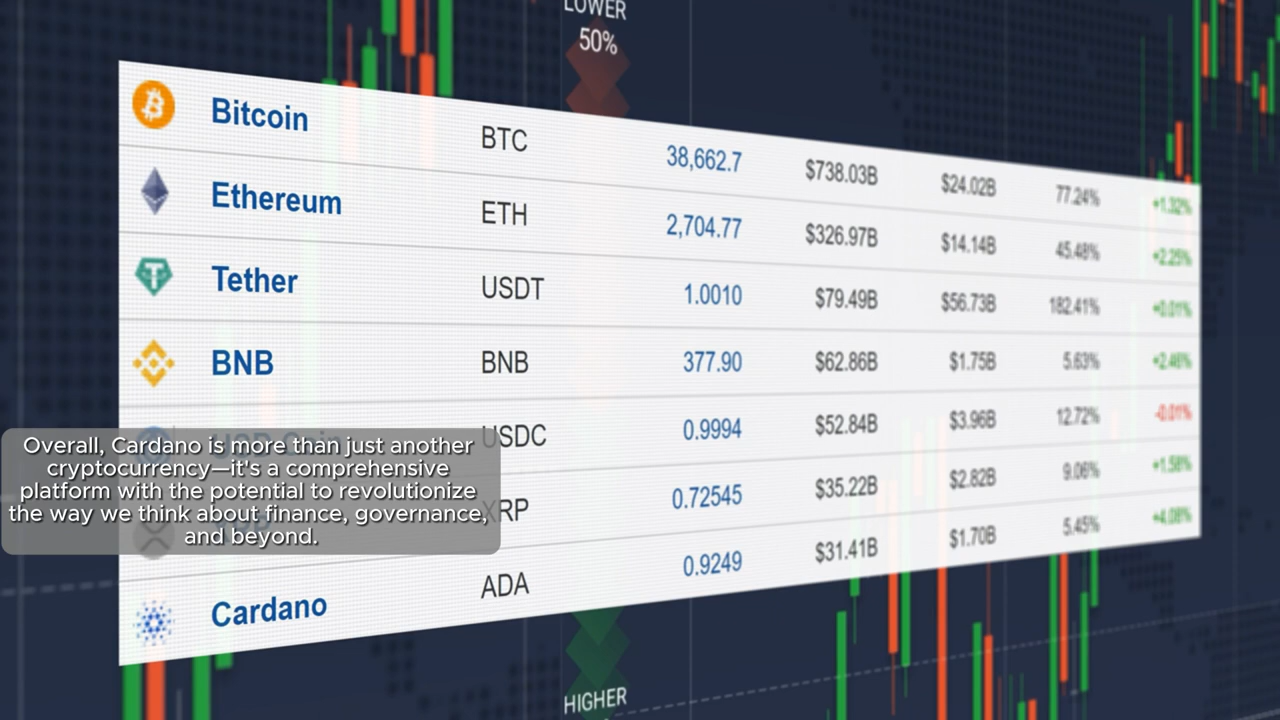 LOWER
50%
Bitcoin BTC 38,662.7 $738.03B $24.02B 77.24% +1.32%
Ethereum ETH 2,704.77 $326.97B $14.14B 45.48% +2.25%
Tether USDT 1.0010 $79.49B $56.73B 182.41% +0.01%
BNB BNB 377.90 $62.86B $1.75B 5.63% +2.46%
USD Coin USDC 0.9994 $52.84B $3.96B 12.72% -0.01%
XRP 0.72545 $35.22B $2.82B 9.06% +1.58%
Cardano ADA 0.9249 $31.41B $1.70B 5.45% +4.08%
Overall, Cardano is more than just another
cryptocurrency—it's a comprehensive
platform with the potential to revolutionize
the way we think about finance, governance,
and beyond.
HIGHER